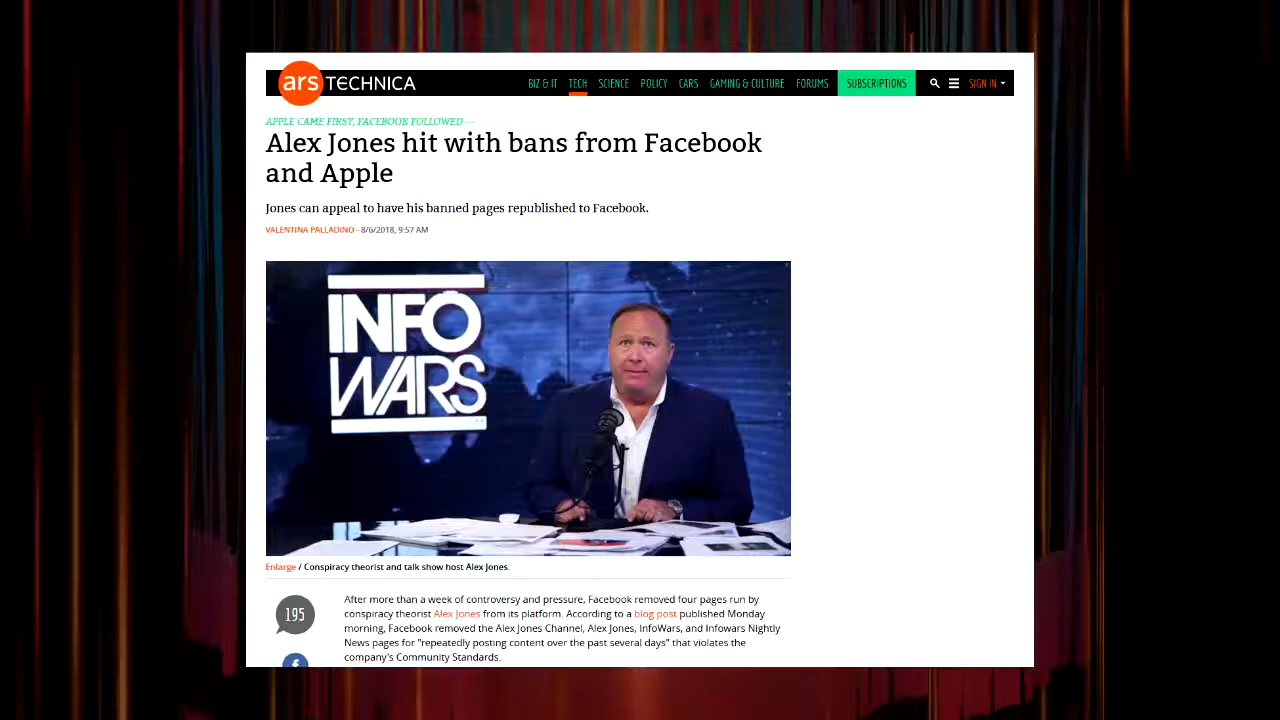 ars TECHNICA
BIZ & IT TECH SCIENCE POLICY CARS GAMING & CULTURE FORUMS SUBSCRIPTIONS SIGN IN
APPLE CAME FIRST, FACEBOOK FOLLOWED —
Alex Jones hit with bans from Facebook
and Apple
Jones can appeal to have his banned pages republished to Facebook.
VALENTINA PALLADINO - 8/6/2018, 9:57 AM
INFO
WARS
Enlarge / Conspiracy theorist and talk show host Alex Jones.
195
After more than a week of controversy and pressure, Facebook removed four pages run by
conspiracy theorist Alex Jones from its platform. According to a blog post published Monday
morning, Facebook removed the Alex Jones Channel, Alex Jones, InfoWars, and Infowars Nightly
News pages for "repeatedly posting content over the past several days" that violates the
company's Community Standards.